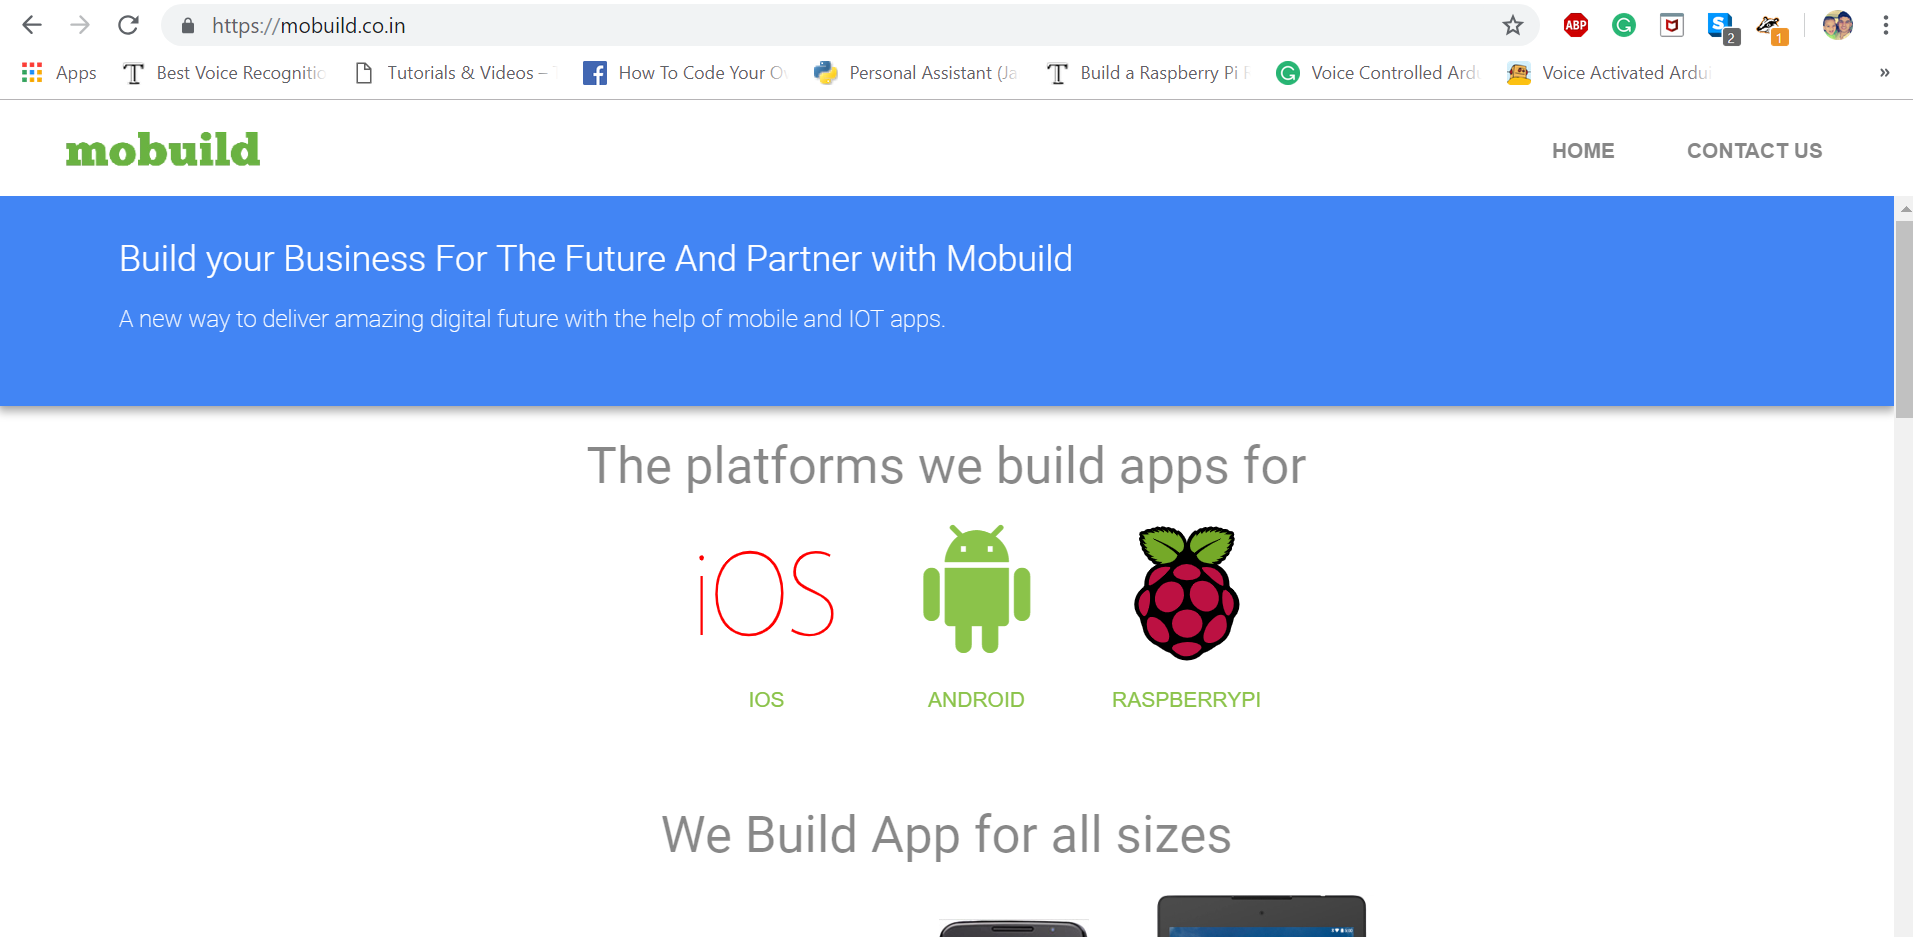 https://mobuild.co.in
ABP
2
1
Apps
Best Voice Recognitio
Tutorials & Videos –
How To Code Your O
Personal Assistant (Ja
Build a Raspberry Pi
Voice Controlled Ard
Voice Activated Ardui
»
mobuild
HOME
CONTACT US
Build your Business For The Future And Partner with Mobuild
A new way to deliver amazing digital future with the help of mobile and IOT apps.
The platforms we build apps for
iOS
IOS
ANDROID
RASPBERRYPI
We Build App for all sizes